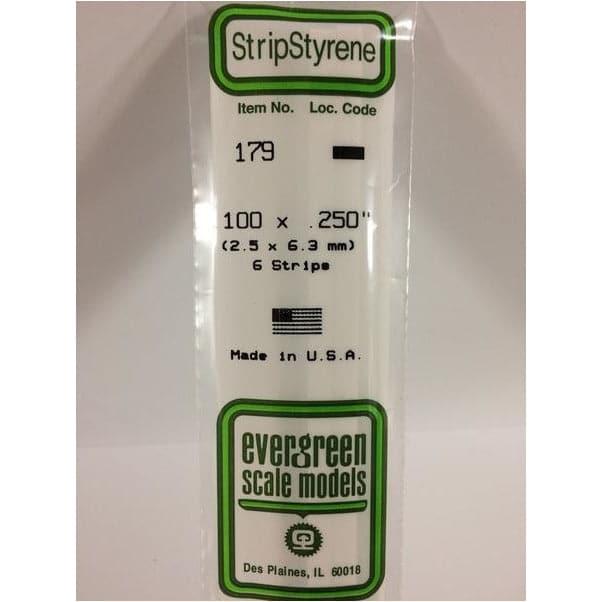 StripStyrene
Item No. Loc. Code
179
.100 x .250"
(2.5 x 6.3 mm)
6 Strips
Made in U.S.A.
evergreen
scale models
Des Plaines, IL 60018